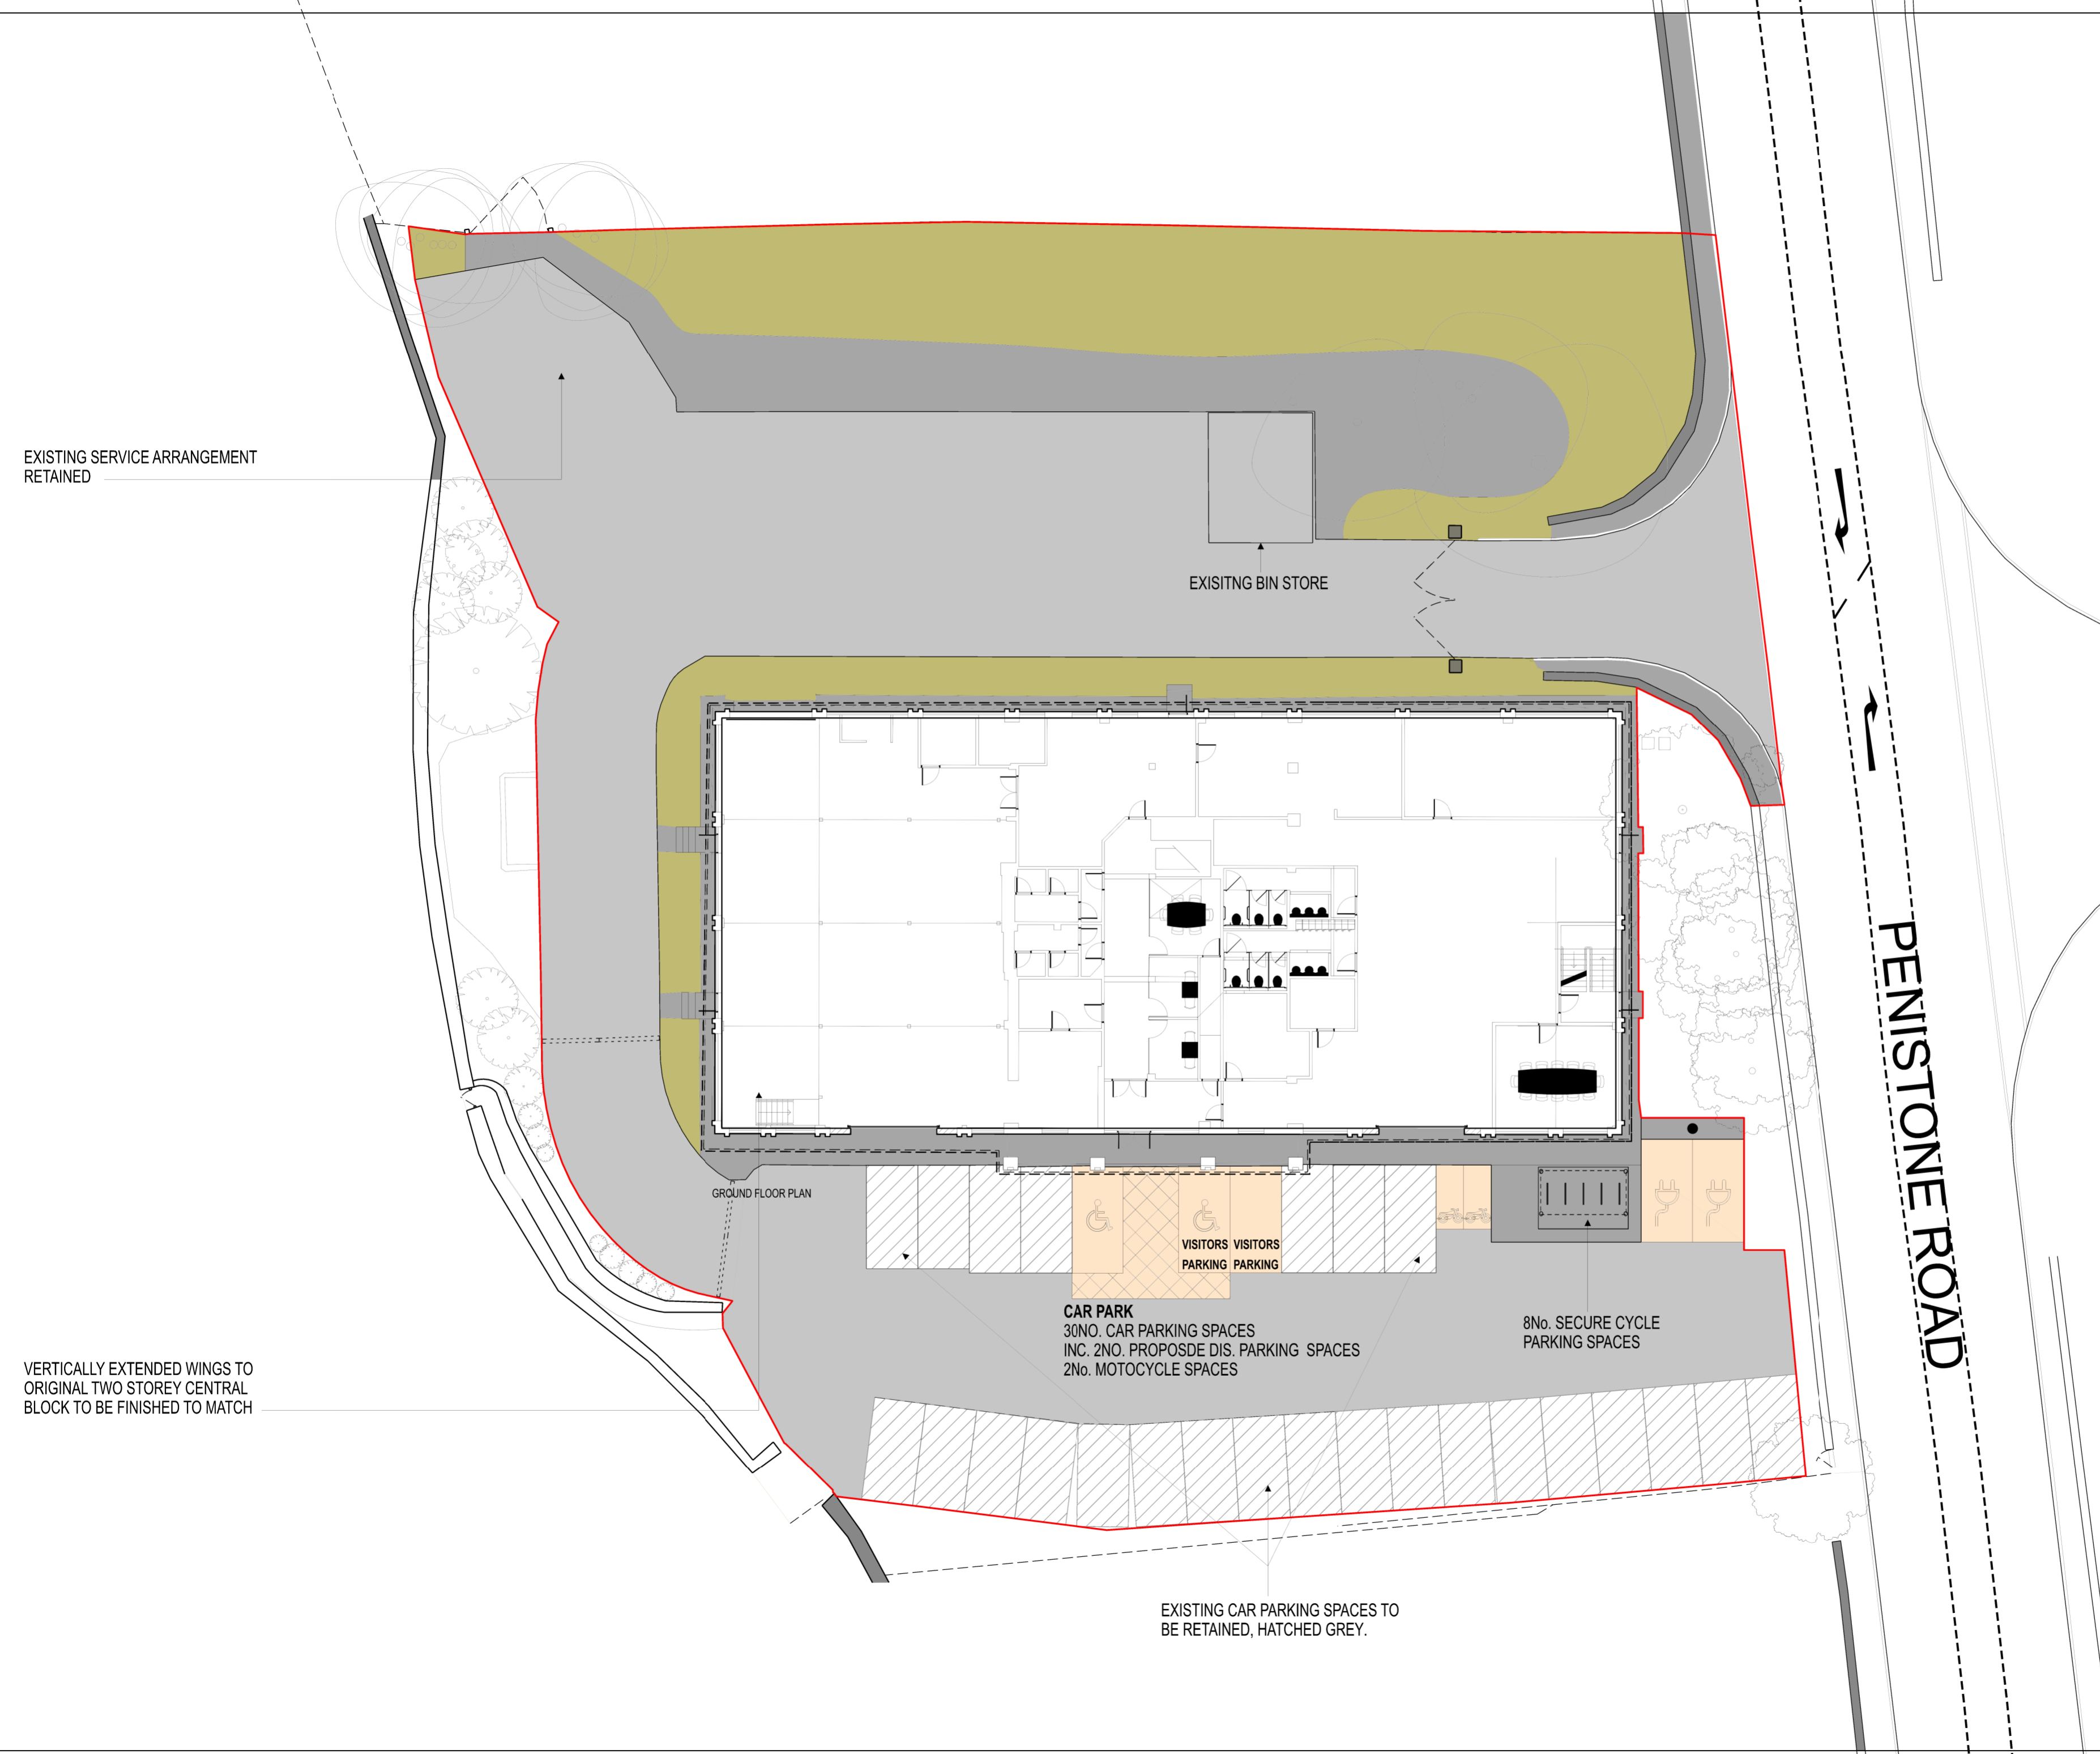 EXISTING SERVICE ARRANGEMENT
RETAINED
EXISITNG BIN STORE
PENISTONE ROAD
GROUND FLOOR PLAN
VISITORS
PARKING
VISITORS
PARKING
CAR PARK
30NO. CAR PARKING SPACES
INC. 2NO. PROPOSDE DIS. PARKING SPACES
2No. MOTOCYCLE SPACES
8No. SECURE CYCLE
PARKING SPACES
VERTICALLY EXTENDED WINGS TO
ORIGINAL TWO STOREY CENTRAL
BLOCK TO BE FINISHED TO MATCH
EXISTING CAR PARKING SPACES TO
BE RETAINED, HATCHED GREY.